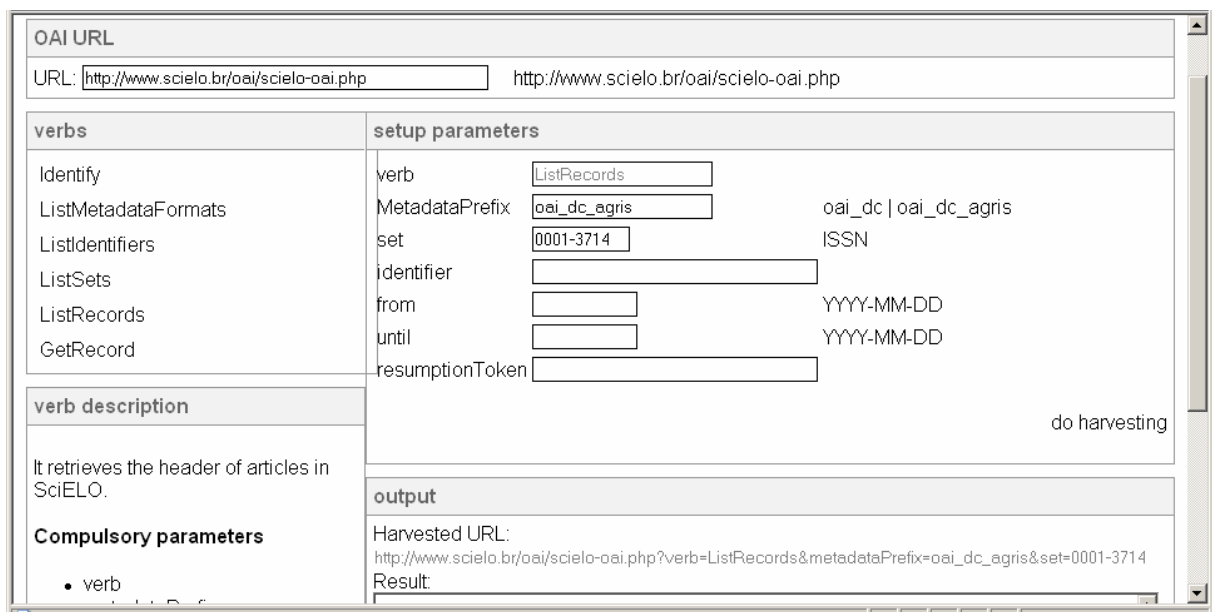 OAI URL
URL: http://www.scielo.br/oai/scielo-oai.php http://www.scielo.br/oai/scielo-oai.php
verbs
Identify
ListMetadataFormats
ListIdentifiers
ListSets
ListRecords
GetRecord
setup parameters
verb ListRecords
MetadataPrefix oai_dc_agris oai_dc | oai_dc_agris
set 0001-3714 ISSN
identifier
from YYYY-MM-DD
until YYYY-MM-DD
resumptionToken
do harvesting
verb description
It retrieves the header of articles in
SciELO.
Compulsory parameters
• verb
output
Harvested URL:
http://www.scielo.br/oai/scielo-oai.php?verb=ListRecords&metadataPrefix=oai_dc_agris&set=0001-3714
Result: